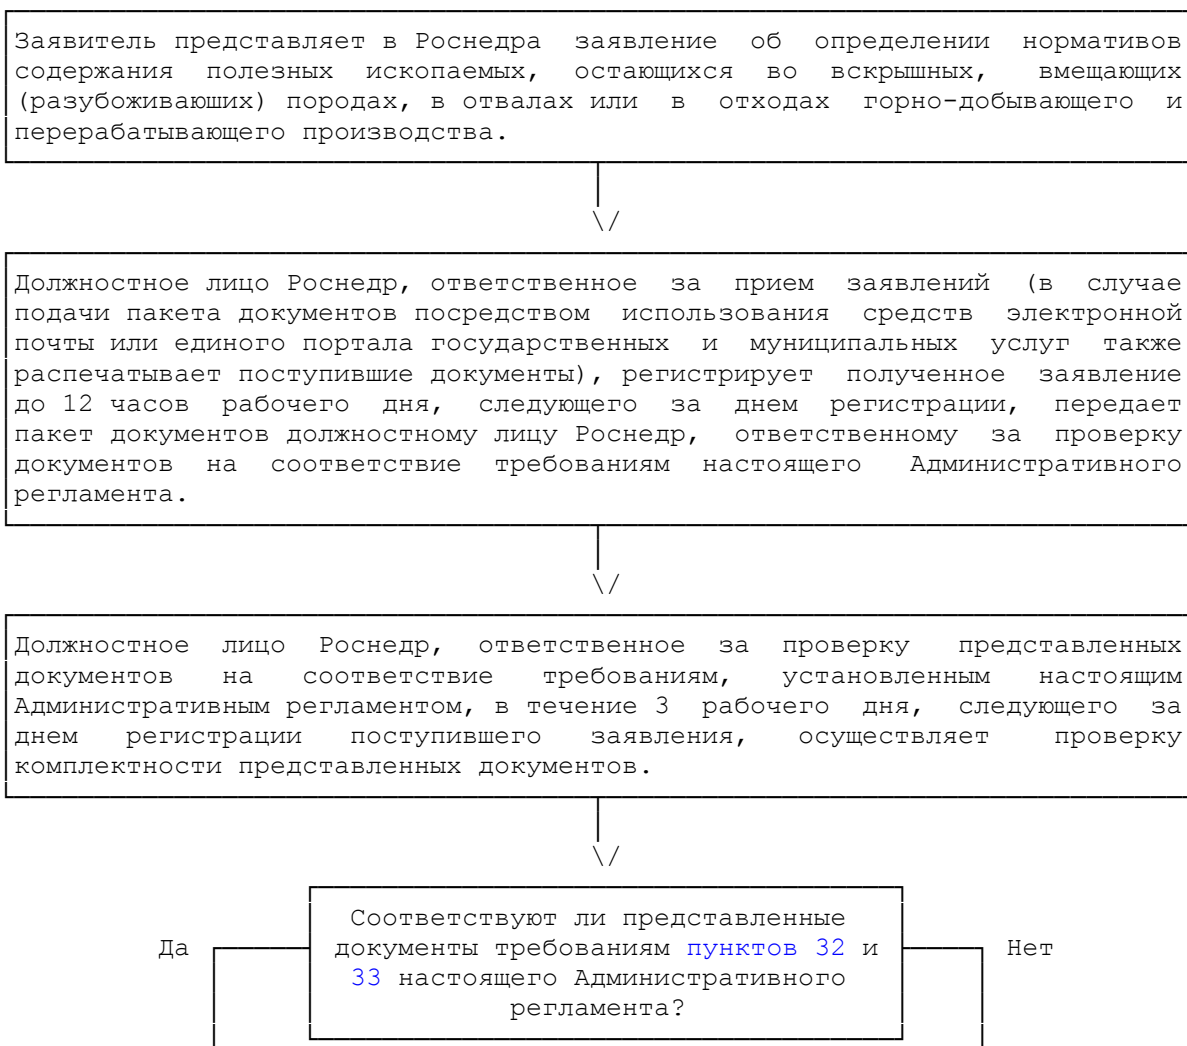 Заявитель представляет в Роснедра заявление об определении нормативов
содержания полезных ископаемых, остающихся во вскрышных, вмещающих
(разубоживаюших) породах, в отвалах или в отходах горно-добывающего и
перерабатывающего производства.
\/
Должностное лицо Роснедр, ответственное за прием заявлений (в случае
подачи пакета документов посредством использования средств электронной
почты или единого портала государственных и муниципальных услуг также
распечатывает поступившие документы), регистрирует полученное заявление
до 12 часов рабочего дня, следующего за днем регистрации, передает
пакет документов должностному лицу Роснедр, ответственному за проверку
документов на соответствие требованиям настоящего Административного
регламента.
\/
Должностное лицо Роснедр, ответственное за проверку представленных
документов на соответствие требованиям, установленным настоящим
Административным регламентом, в течение 3 рабочего дня, следующего за
днем регистрации поступившего заявления, осуществляет проверку
комплектности представленных документов.
\/
Соответствуют ли представленные
Да документы требованиям пунктов 32 и Нет
33 настоящего Административного
регламента?